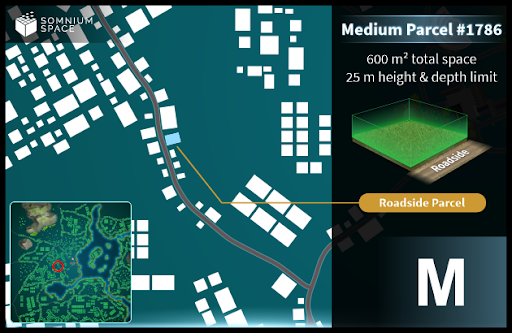 SOMNIUM
SPACE
Medium Parcel #1786
600 m² total space
25 m height & depth limit
Roadside
Roadside Parcel
M